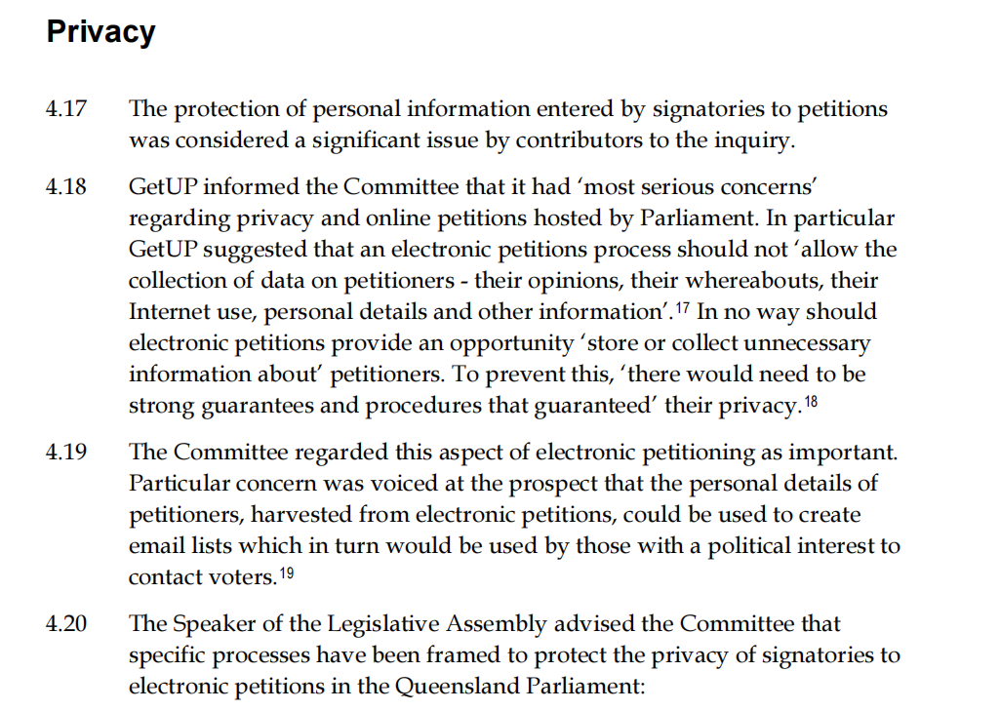 Privacy
4.17 The protection of personal information entered by signatories to petitions
was considered a significant issue by contributors to the inquiry.
4.18 GetUP informed the Committee that it had ‘most serious concerns’
regarding privacy and online petitions hosted by Parliament. In particular
GetUP suggested that an electronic petitions process should not ‘allow the
collection of data on petitioners - their opinions, their whereabouts, their
Internet use, personal details and other information’.17 In no way should
electronic petitions provide an opportunity ‘store or collect unnecessary
information about’ petitioners. To prevent this, ‘there would need to be
strong guarantees and procedures that guaranteed’ their privacy.18
4.19 The Committee regarded this aspect of electronic petitioning as important.
Particular concern was voiced at the prospect that the personal details of
petitioners, harvested from electronic petitions, could be used to create
email lists which in turn would be used by those with a political interest to
contact voters.19
4.20 The Speaker of the Legislative Assembly advised the Committee that
specific processes have been framed to protect the privacy of signatories to
electronic petitions in the Queensland Parliament: